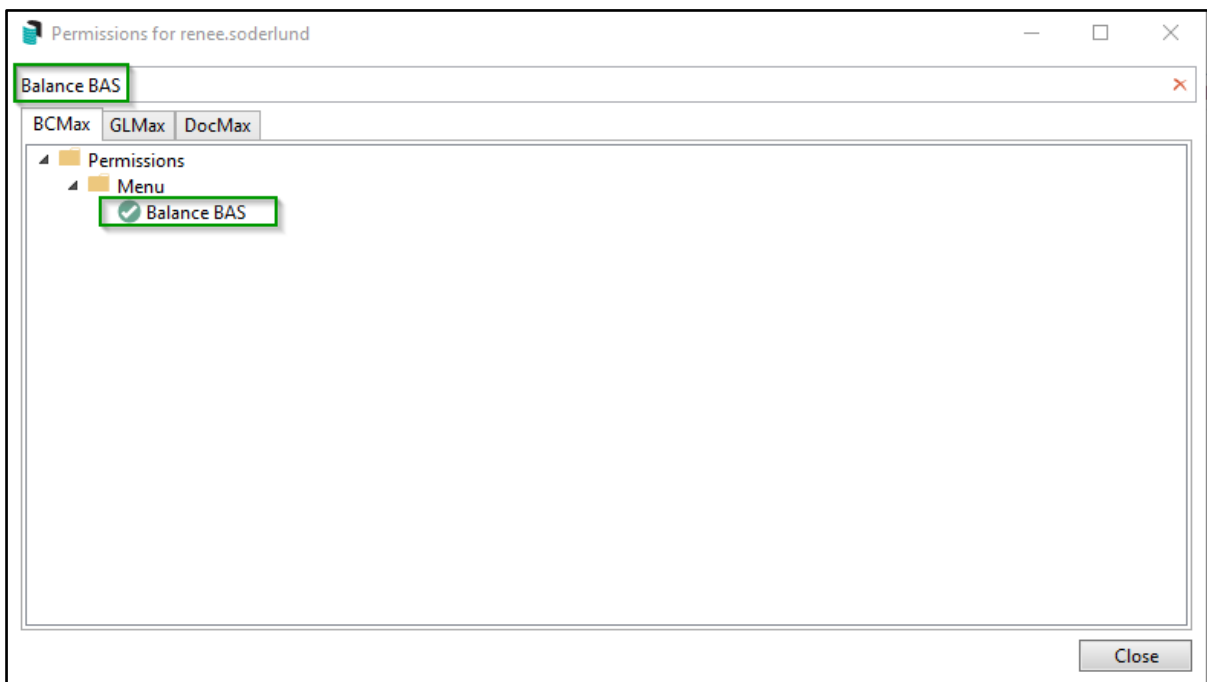 Permissions for renee.soderlund
Balance BAS
BCMax GLMax DocMax
Permissions
Menu
Balance BAS
Close